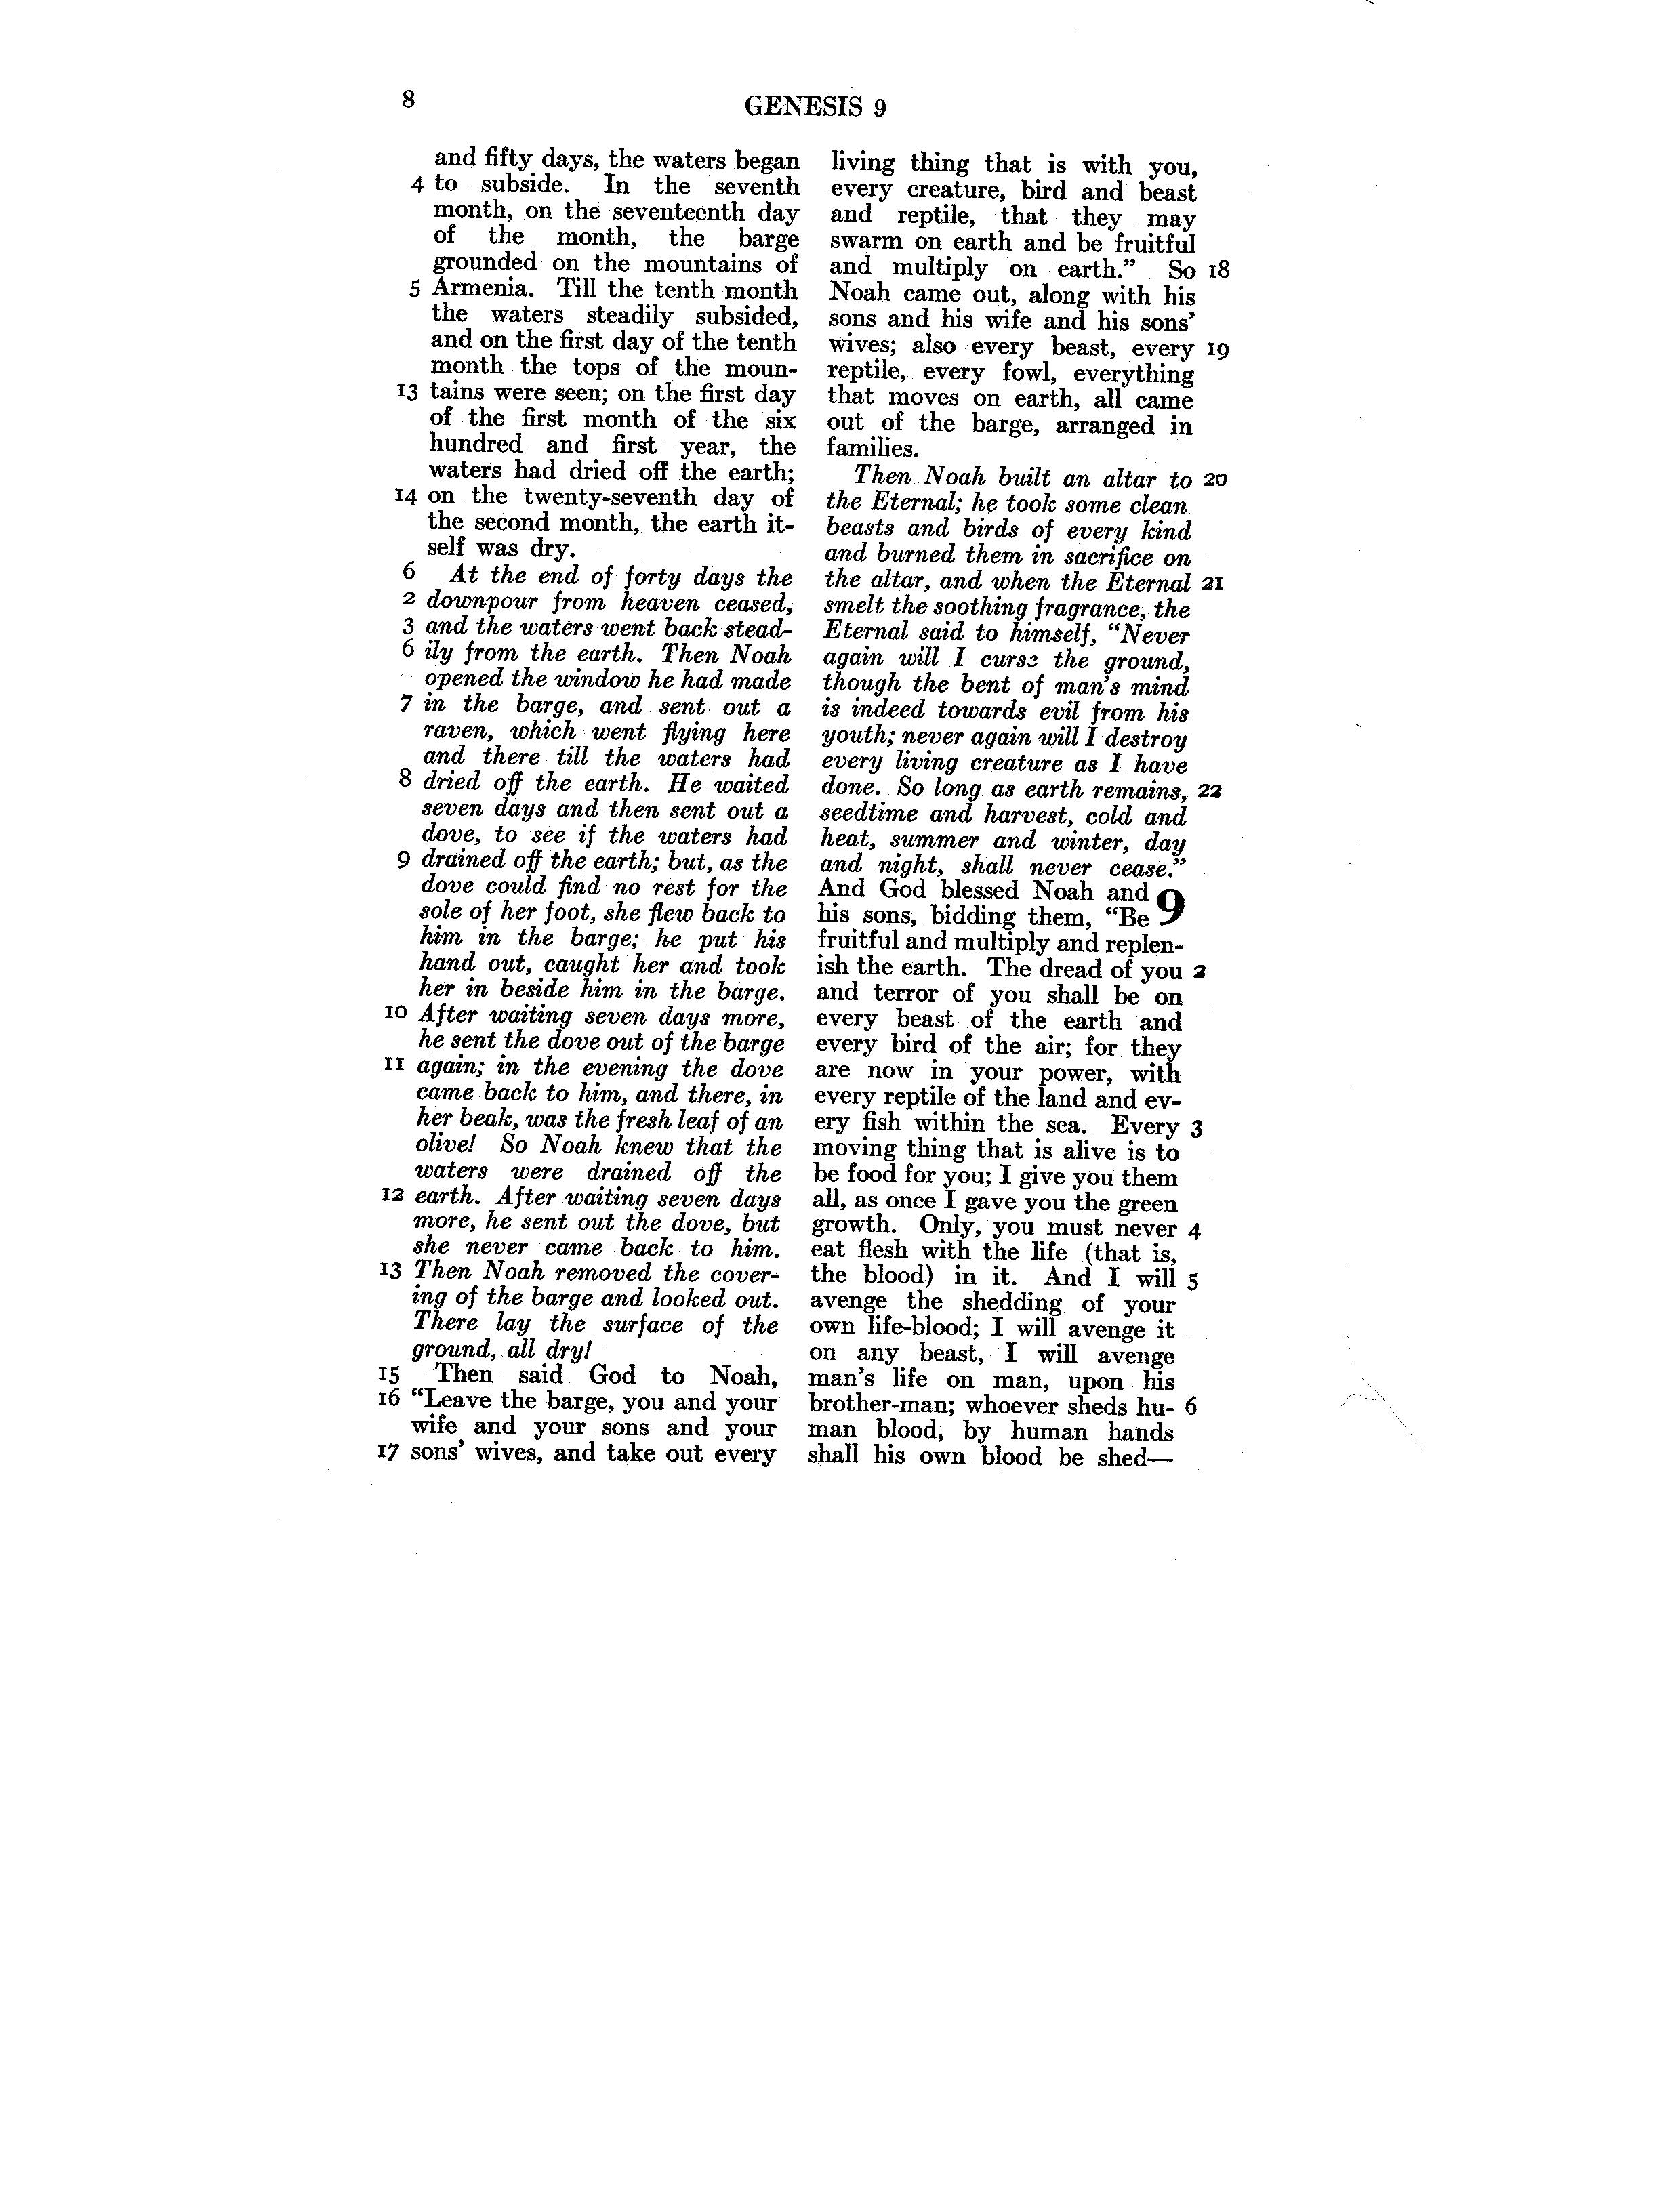 8
GENESIS 9
and fifty days, the waters began
4 to subside. In the seventh
month, on the seventeenth day
of the month, the barge
grounded on the mountains of
5 Armenia. Till the tenth month
the waters steadily subsided,
and on the first day of the tenth
month the tops of the moun-
13 tains were seen; on the first day
of the first month of the six
hundred and first year, the
waters had dried off the earth;
14 on the twenty-seventh day of
the second month, the earth it-
self was dry.
6 At the end of forty days the
2 downpour from heaven ceased,
3 and the waters went back stead-
6 ily from the earth. Then Noah
opened the window he had made
7 in the barge, and sent out a
raven, which went flying here
and there till the waters had
8 dried off the earth. He waited
seven days and then sent out a
dove, to see if the waters had
9 drained off the earth; but, as the
dove could find no rest for the
sole of her foot, she flew back to
him in the barge; he put his
hand out, caught her and took
her in beside him in the barge.
10 After waiting seven days more,
he sent the dove out of the barge
11 again; in the evening the dove
came back to him, and there, in
her beak, was the fresh leaf of an
olive! So Noah knew that the
waters were drained off the
12 earth. After waiting seven days
more, he sent out the dove, but
she never came back to him.
13 Then Noah removed the cover-
ing of the barge and looked out.
There lay the surface of the
ground, all dry!
15 Then said God to Noah,
16 “Leave the barge, you and your
wife and your sons and your
17 sons’ wives, and take out every
living thing that is with you,
every creature, bird and beast
and reptile, that they may
swarm on earth and be fruitful
and multiply on earth.” So 18
Noah came out, along with his
sons and his wife and his sons’
wives; also every beast, every 19
reptile, every fowl, everything
that moves on earth, all came
out of the barge, arranged in
families.
Then Noah built an altar to 20
the Eternal; he took some clean
beasts and birds of every kind
and burned them in sacrifice on
the altar, and when the Eternal 21
smelt the soothing fragrance, the
Eternal said to himself, “Never
again will I curse the ground,
though the bent of man’s mind
is indeed towards evil from his
youth; never again will I destroy
every living creature as I have
done. So long as earth remains, 22
seedtime and harvest, cold and
heat, summer and winter, day
and night, shall never cease.”
And God blessed Noah and 9
his sons, bidding them, “Be
fruitful and multiply and replen-
ish the earth. The dread of you 2
and terror of you shall be on
every beast of the earth and
every bird of the air; for they
are now in your power, with
every reptile of the land and ev-
ery fish within the sea. Every 3
moving thing that is alive is to
be food for you; I give you them
all, as once I gave you the green
growth. Only, you must never 4
eat flesh with the life (that is,
the blood) in it. And I will 5
avenge the shedding of your
own life-blood; I will avenge it
on any beast, I will avenge
man’s life on man, upon his
brother-man; whoever sheds hu- 6
man blood, by human hands
shall his own blood be shed—